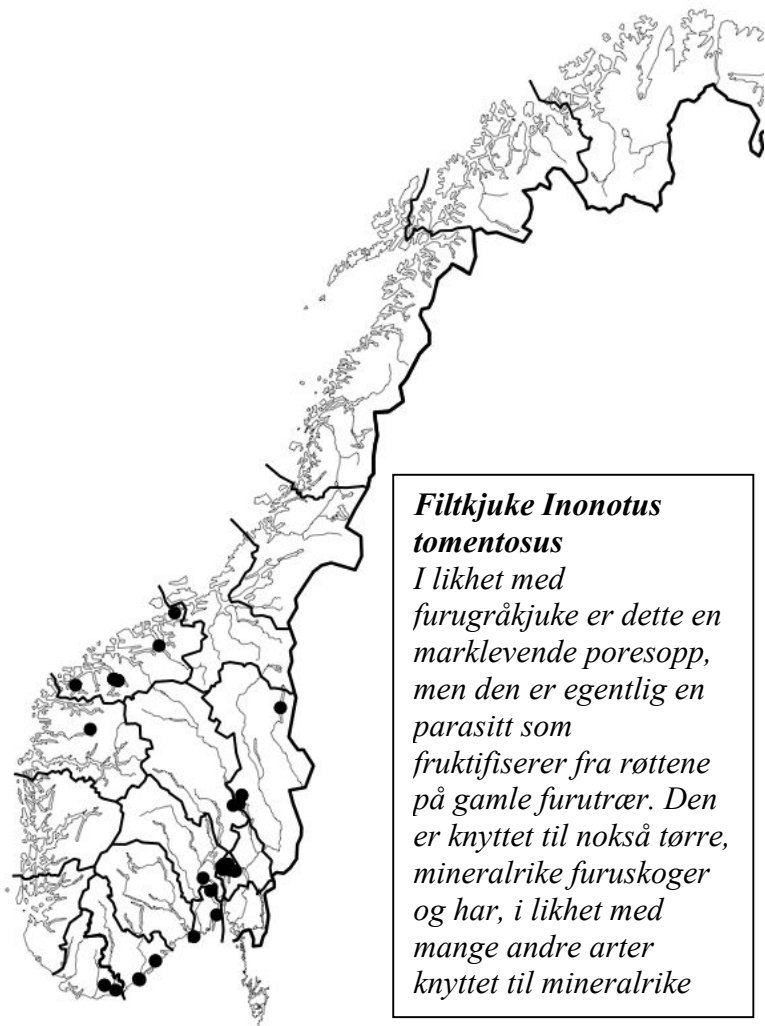 Filtkjuke Inonotus
tomentosus
I likhet med
furugråkjuke er dette en
marklevende poresopp,
men den er egentlig en
parasitt som
fruktifiserer fra røttene
på gamle furutrær. Den
er knyttet til nokså tørre,
mineralrike furuskoger
og har, i likhet med
mange andre arter
knyttet til mineralrike